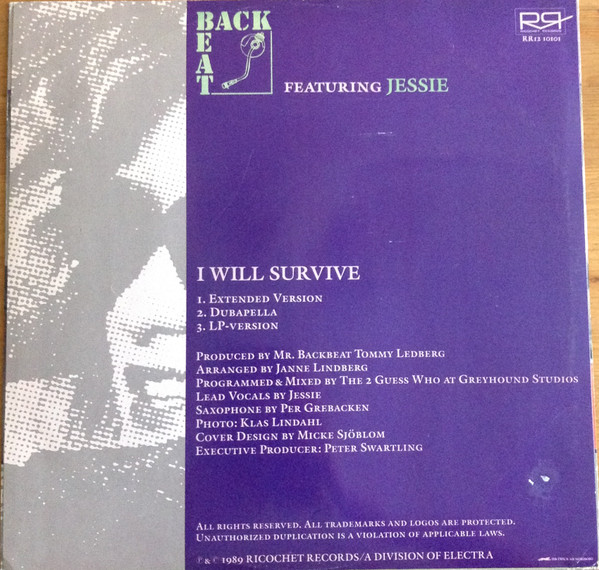 BACK
BEAT
FEATURING JESSIE
RR
RICOCHET RECORDS
RR12 10101
I WILL SURVIVE
1. EXTENDED VERSION
2. DUBAPELLA
3. LP-VERSION
PRODUCED BY MR. BACKBEAT TOMMY LEDBERG
ARRANGED BY JANNE LINDBERG
PROGRAMMED & MIXED BY THE 2 GUESS WHO AT GREYHOUND STUDIOS
LEAD VOCALS BY JESSIE
SAXOPHONE BY PER GREBACKEN
PHOTO: KLAS LINDAHL
COVER DESIGN BY MICKE SJÖBLOM
EXECUTIVE PRODUCER: PETER SWARTLING
ALL RIGHTS RESERVED. ALL TRADEMARKS AND LOGOS ARE PROTECTED.
UNAUTHORIZED DUPLICATION IS A VIOLATION OF APPLICABLE LAWS.
℗ & © 1989 RICOCHET RECORDS/A DIVISION OF ELECTRA